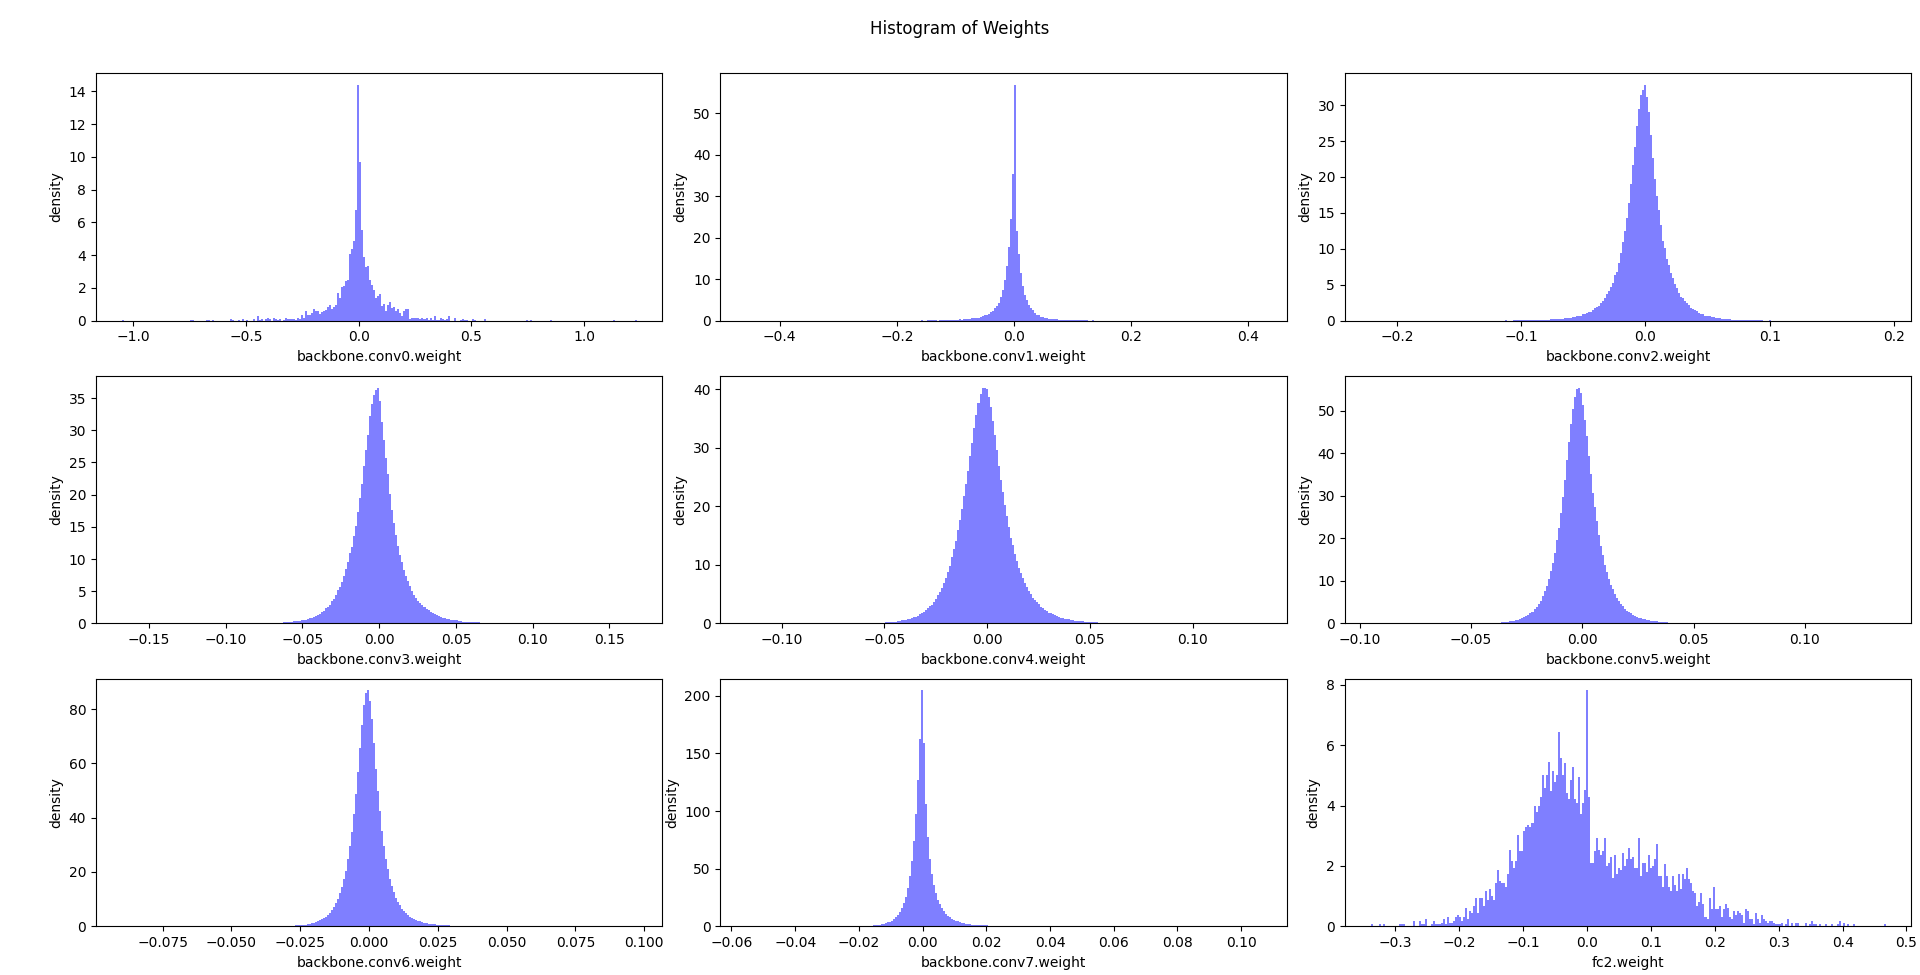 Histogram of Weights
density
14
12
10
8
6
4
2
0
−1.0 −0.5 0.0 0.5 1.0
backbone.conv0.weight
density
50
40
30
20
10
0
−0.4 −0.2 0.0 0.2 0.4
backbone.conv1.weight
density
30
25
20
15
10
5
0
−0.2 −0.1 0.0 0.1 0.2
backbone.conv2.weight
density
35
30
25
20
15
10
5
0
−0.15 −0.10 −0.05 0.00 0.05 0.10 0.15
backbone.conv3.weight
density
40
30
20
10
0
−0.10 −0.05 0.00 0.05 0.10
backbone.conv4.weight
density
50
40
30
20
10
0
−0.10 −0.05 0.00 0.05 0.10
backbone.conv5.weight
density
80
60
40
20
0
−0.075 −0.050 −0.025 0.000 0.025 0.050 0.075 0.100
backbone.conv6.weight
density
200
150
100
50
0
−0.06 −0.04 −0.02 0.00 0.02 0.04 0.06 0.08 0.10
backbone.conv7.weight
density
8
6
4
2
0
−0.3 −0.2 −0.1 0.0 0.1 0.2 0.3 0.4 0.5
fc2.weight